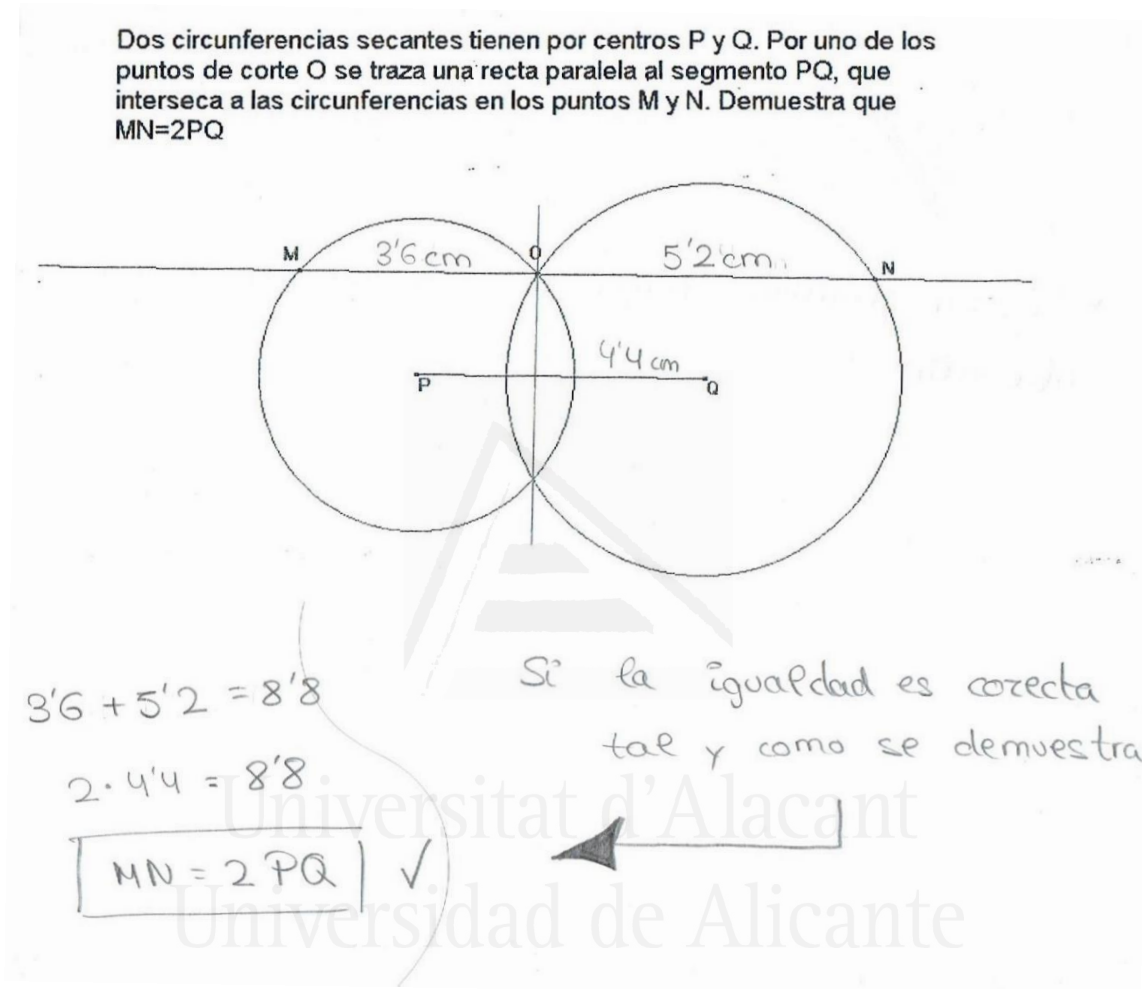 Dos circunferencias secantes tienen por centros P y Q. Por uno de los
puntos de corte O se traza una recta paralela al segmento PQ, que
interseca a las circunferencias en los puntos M y N. Demuestra que
MN=2PQ
M
3'6 cm
O
5'2 cm
N
4'4 cm
P
Q
3'6 + 5'2 = 8'8
2 · 4'4 = 8'8
MN = 2 PQ ✓
Si la igualdad es corecta
tal y como se demuestra
Universitat d'Alacant
Universidad de Alicante